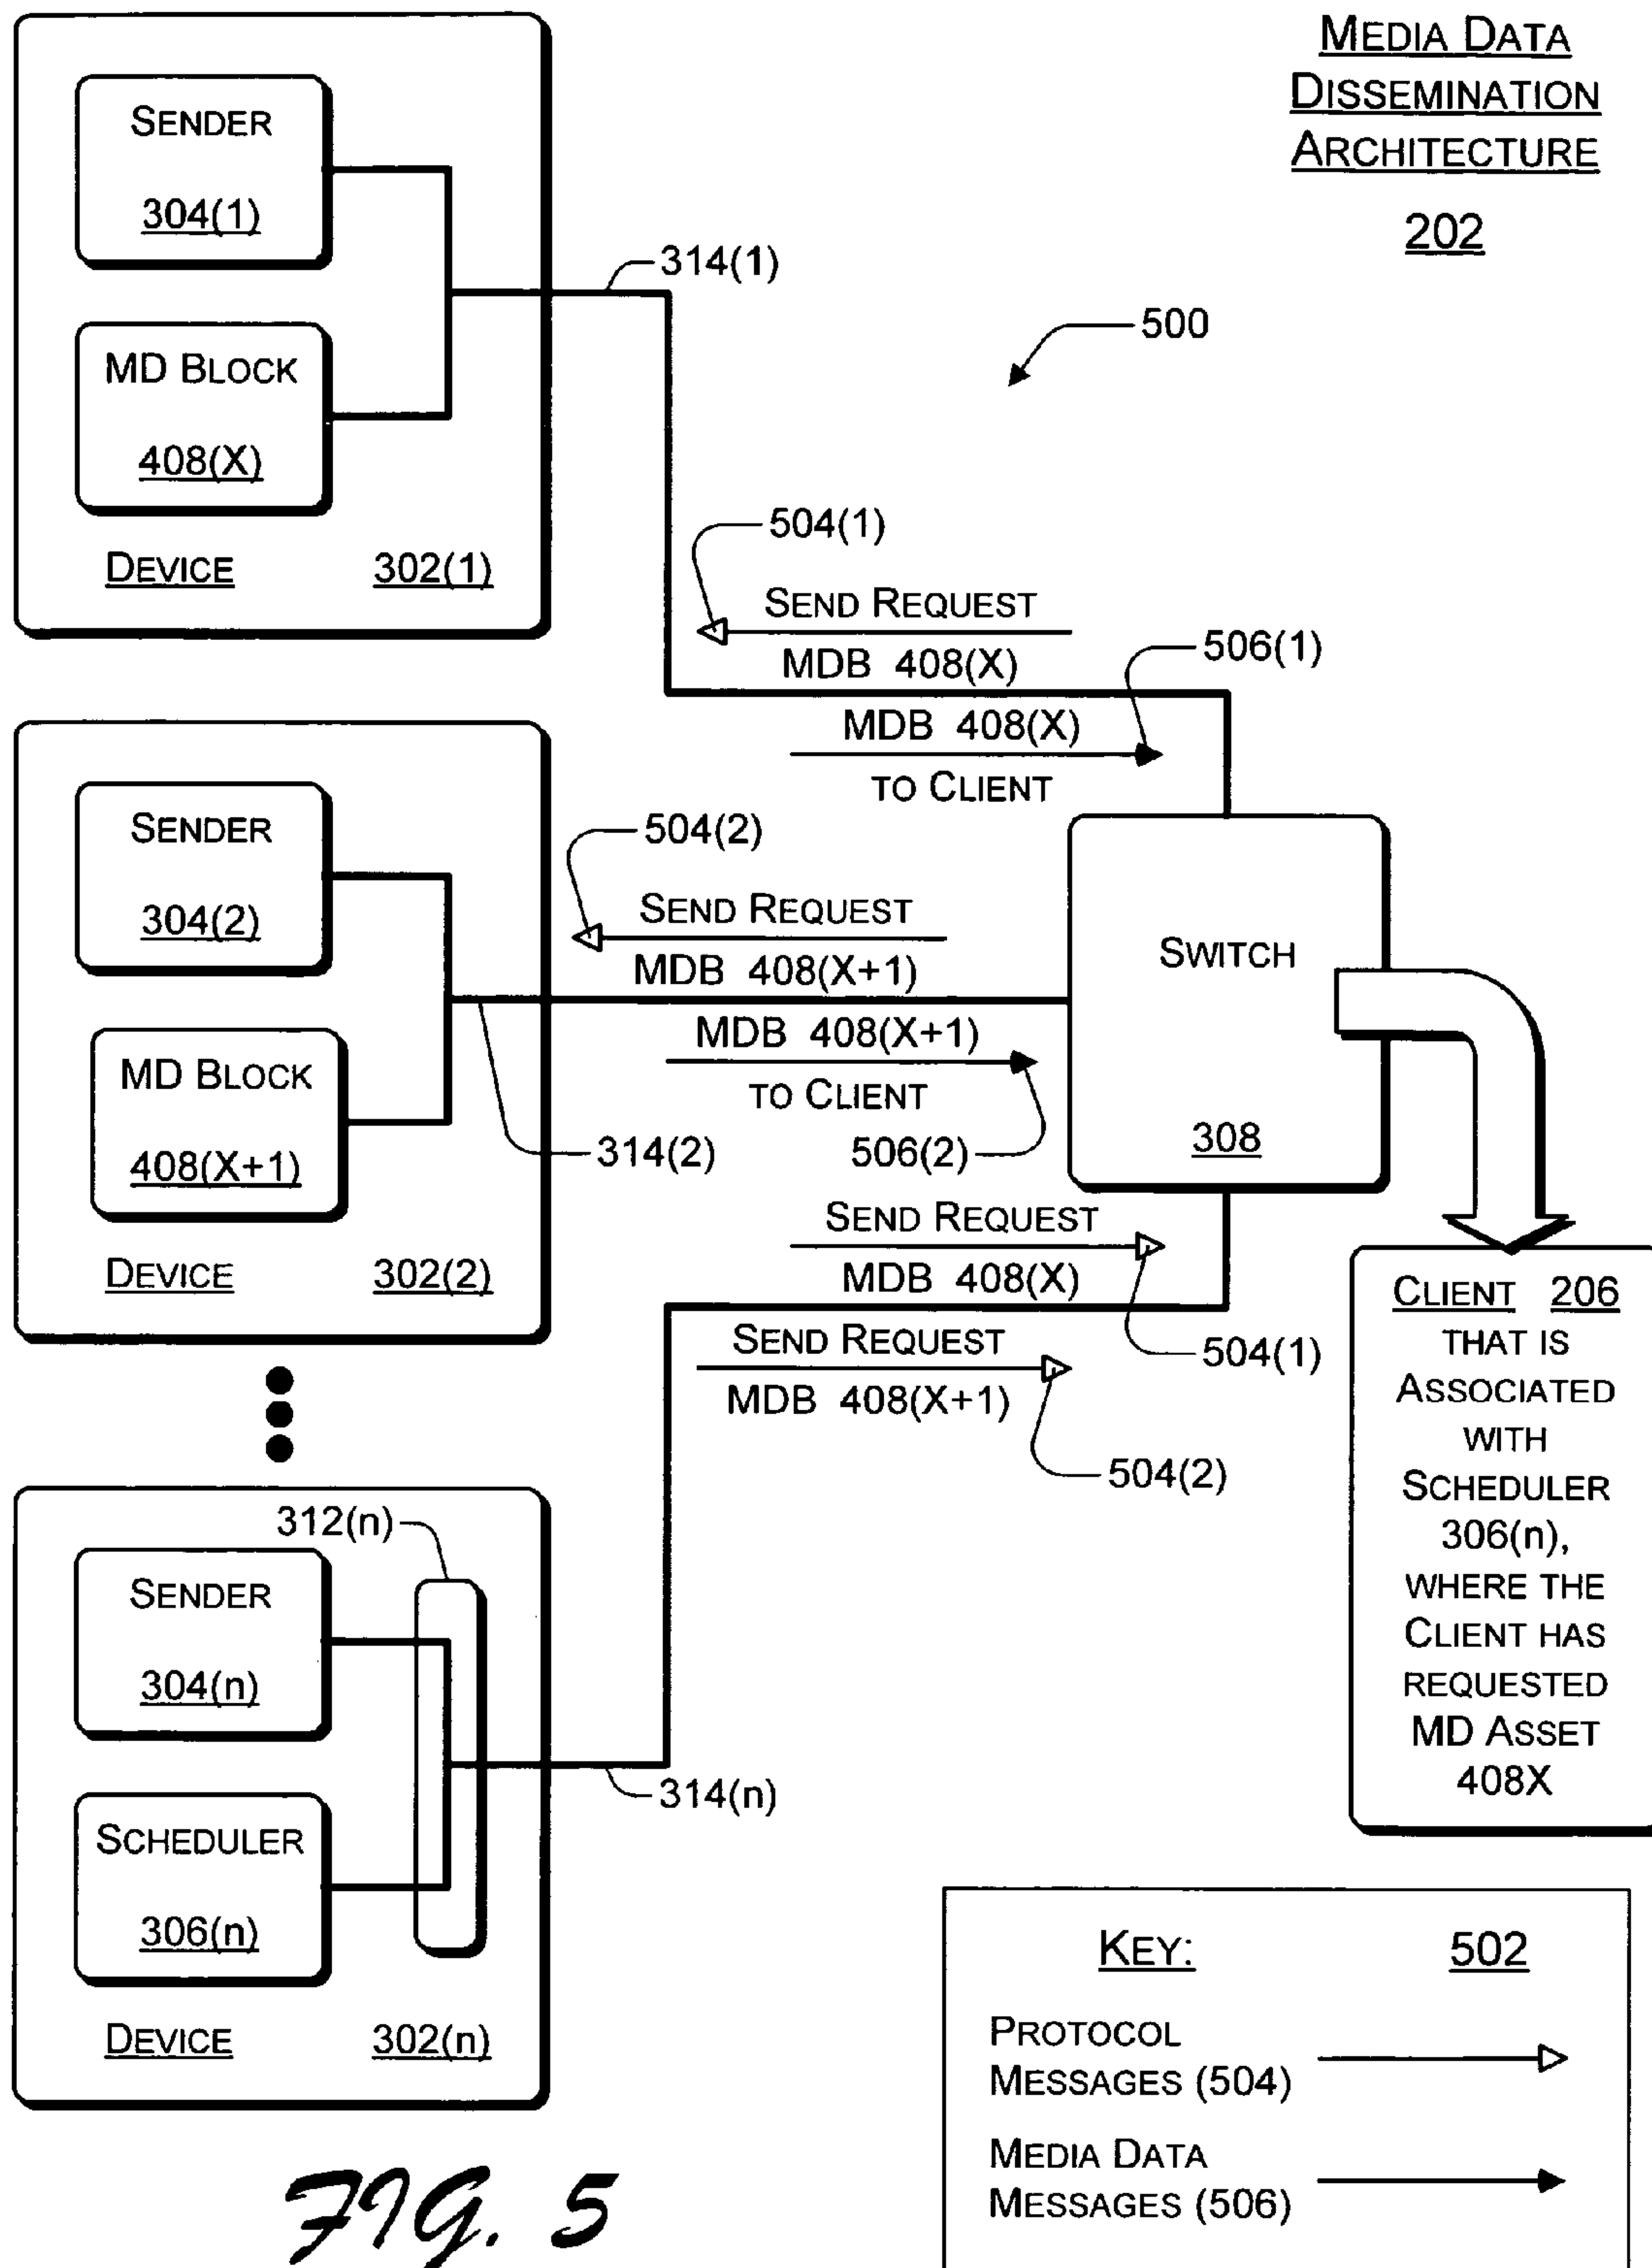 MEDIA DATA
DISSEMINATION
ARCHITECTURE
202
SENDER
304(1)
MD BLOCK
408(X)
DEVICE 302(1)
314(1)
500
504(1)
SEND REQUEST
MDB 408(X)
506(1)
MDB 408(X)
TO CLIENT
SENDER
304(2)
MD BLOCK
408(X+1)
DEVICE 302(2)
504(2)
SEND REQUEST
MDB 408(X+1)
MDB 408(X+1)
TO CLIENT
314(2)
506(2)
SWITCH
308
SEND REQUEST
MDB 408(X)
504(1)
SEND REQUEST
MDB 408(X+1)
504(2)
CLIENT 206
THAT IS
ASSOCIATED
WITH
SCHEDULER
306(n),
WHERE THE
CLIENT HAS
REQUESTED
MD ASSET
408X
312(n)
SENDER
304(n)
SCHEDULER
306(n)
DEVICE 302(n)
314(n)
KEY: 502
PROTOCOL
MESSAGES (504)
MEDIA DATA
MESSAGES (506)
FIG. 5